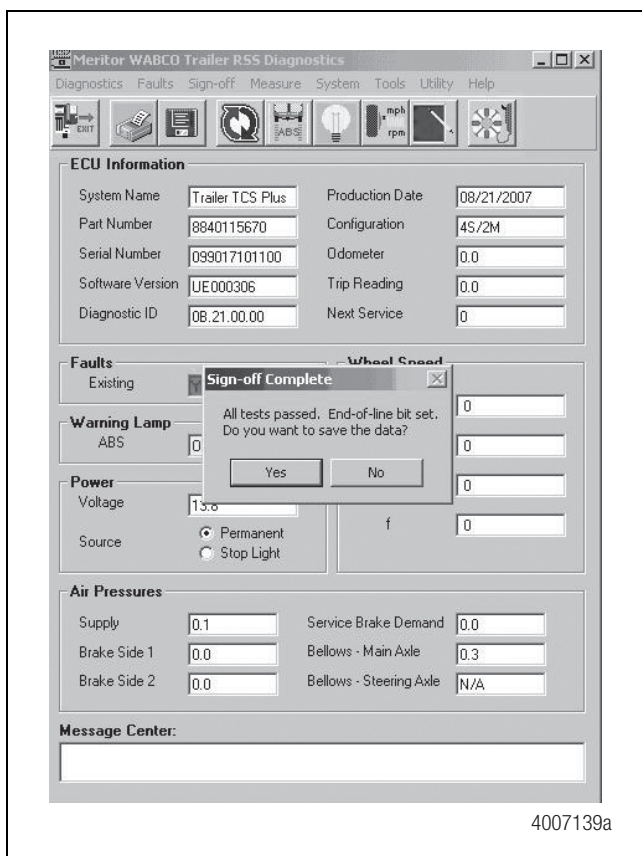 Meritor WABCO Trailer RSS Diagnostics
Diagnostics Faults Sign-off Measure System Tools Utility Help
EXIT ABS mph rpm
ECU Information
System Name Trailer TCS Plus Production Date 08/21/2007
Part Number 8840115670 Configuration 4S/2M
Serial Number 099017101100 Odometer 0.0
Software Version UE000306 Trip Reading 0.0
Diagnostic ID 0B.21.00.00 Next Service 0
Faults Wheel Speed
Existing Y
Sign-off Complete
All tests passed. End-of-line bit set.
Do you want to save the data?
Yes No
0
Warning Lamp
ABS O 0
Power 0
Voltage 13.8
Source Permanent f 0
Stop Light
Air Pressures
Supply 0.1 Service Brake Demand 0.0
Brake Side 1 0.0 Bellows - Main Axle 0.3
Brake Side 2 0.0 Bellows - Steering Axle N/A
Message Center:
4007139a